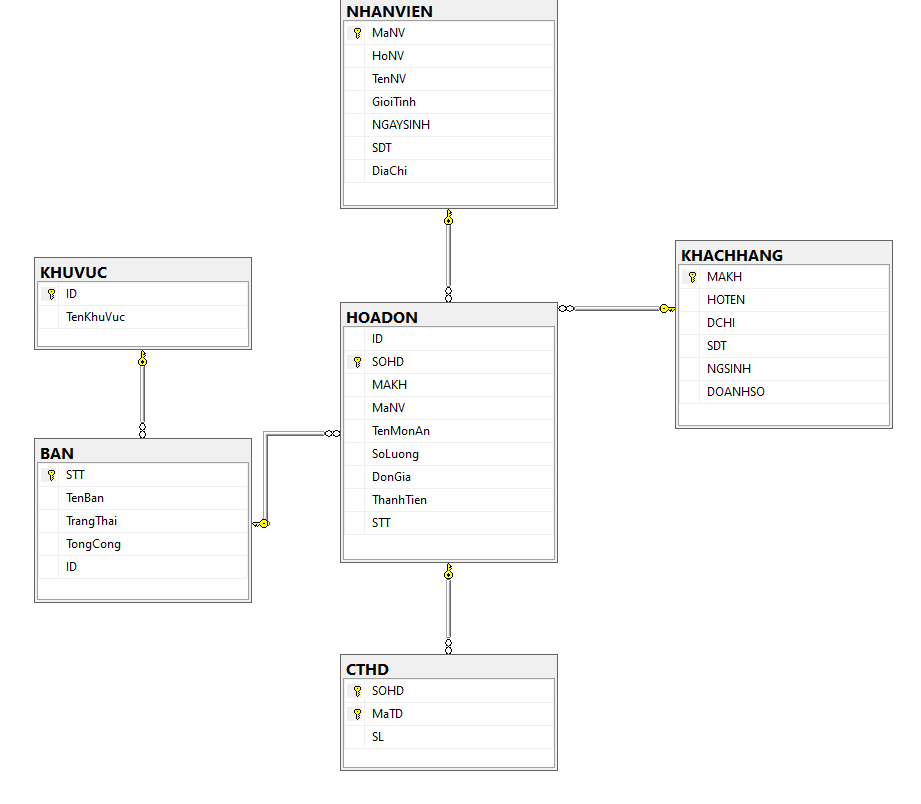 NHANVIEN
MaNV
HoNV
TenNV
GioiTinh
NGAYSINH
SDT
DiaChi
KHUVUC
ID
TenKhuVuc
KHACHHANG
MAKH
HOTEN
DCHI
SDT
NGSINH
DOANHSO
HOADON
ID
SOHD
MAKH
MaNV
TenMonAn
SoLuong
DonGia
ThanhTien
STT
BAN
STT
TenBan
TrangThai
TongCong
ID
CTHD
SOHD
MaTD
SL